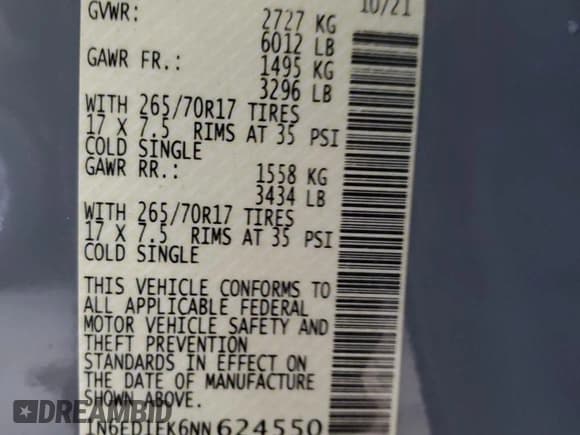 10/21
GVWR: 2727 KG
6012 LB
GAWR FR.: 1495 KG
3296 LB
WITH 265/70R17 TIRES
17 X 7.5 RIMS AT 35 PSI
COLD SINGLE
GAWR RR.: 1558 KG
3434 LB
WITH 265/70R17 TIRES
17 X 7.5 RIMS AT 35 PSI
COLD SINGLE
THIS VEHICLE CONFORMS TO
ALL APPLICABLE FEDERAL
MOTOR VEHICLE SAFETY AND
THEFT PREVENTION
STANDARDS IN EFFECT ON
THE DATE OF MANUFACTURE
SHOWN ABOVE.
1N6ED1EK6NN624550
DREAMBID